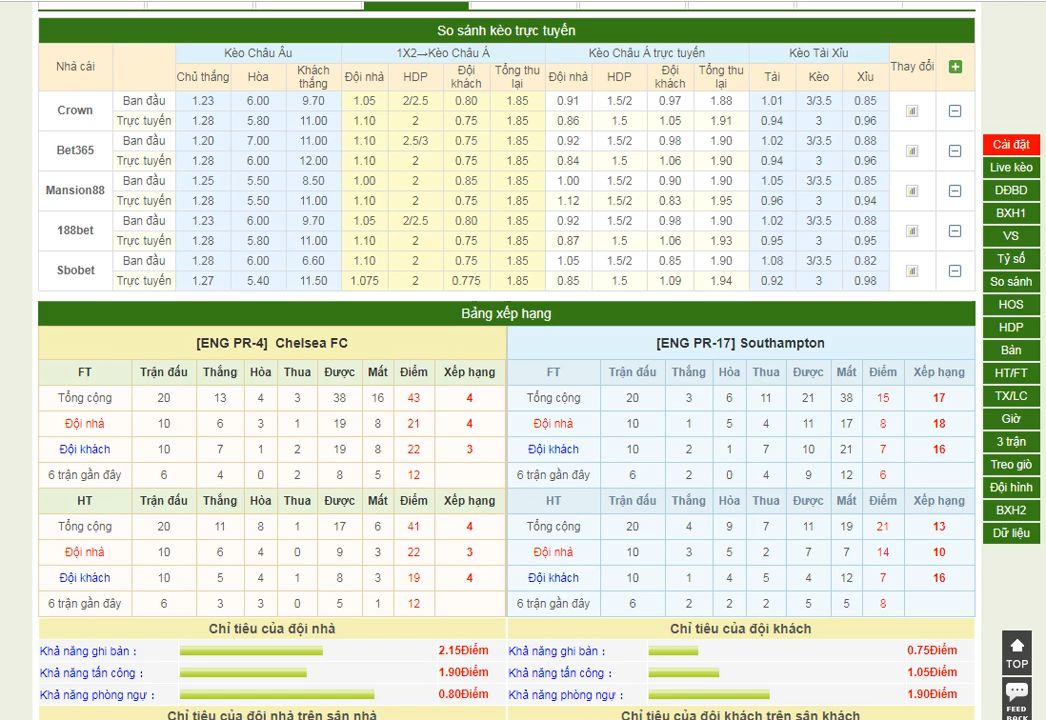 So sánh kèo trực tuyến
Nhà cái Kèo Châu Âu 1X2→Kèo Châu Á Kèo Châu Á trực tuyến Kèo Tài Xỉu Thay đổi
Chủ thắng Hòa Khách thắng Đội nhà HDP Đội khách Tổng thu lại Đội nhà HDP Đội khách Tổng thu lại Tài Kèo Xỉu
Crown Ban đầu 1.23 6.00 9.70 1.05 2/2.5 0.80 1.85 0.91 1.5/2 0.97 1.88 1.01 3/3.5 0.85
Trực tuyến 1.28 5.80 11.00 1.10 2 0.75 1.85 0.86 1.5 1.05 1.91 0.94 3 0.96
Bet365 Ban đầu 1.20 7.00 11.00 1.10 2.5/3 0.75 1.85 0.92 1.5/2 0.98 1.90 1.02 3/3.5 0.88
Trực tuyến 1.28 6.00 12.00 1.10 2 0.75 1.85 0.84 1.5 1.06 1.90 0.94 3 0.96
Mansion88 Ban đầu 1.25 5.50 8.50 1.00 2 0.85 1.85 1.00 1.5/2 0.90 1.90 1.05 3/3.5 0.85
Trực tuyến 1.28 5.50 11.00 1.10 2 0.75 1.85 1.12 1.5/2 0.83 1.95 0.96 3 0.94
188bet Ban đầu 1.23 6.00 9.70 1.05 2/2.5 0.80 1.85 0.92 1.5/2 0.98 1.90 1.02 3/3.5 0.88
Trực tuyến 1.28 5.80 11.00 1.10 2 0.75 1.85 0.87 1.5 1.06 1.93 0.95 3 0.95
Sbobet Ban đầu 1.28 6.00 6.60 1.10 2 0.75 1.85 1.05 1.5/2 0.85 1.90 1.08 3/3.5 0.82
Trực tuyến 1.27 5.40 11.50 1.075 2 0.775 1.85 0.85 1.5 1.09 1.94 0.92 3 0.98
Bảng xếp hạng
[ENG PR-4] Chelsea FC [ENG PR-17] Southampton
FT Trận đấu Thắng Hòa Thua Được Mất Điểm Xếp hạng FT Trận đấu Thắng Hòa Thua Được Mất Điểm Xếp hạng
Tổng cộng 20 13 4 3 38 16 43 4 Tổng cộng 20 3 6 11 21 38 15 17
Đội nhà 10 6 3 1 19 8 21 4 Đội nhà 10 1 5 4 11 17 8 18
Đội khách 10 7 1 2 19 8 22 3 Đội khách 10 2 1 7 10 21 7 16
6 trận gần đây 6 4 0 2 8 5 12 6 trận gần đây 6 2 0 4 9 12 6
HT Trận đấu Thắng Hòa Thua Được Mất Điểm Xếp hạng HT Trận đấu Thắng Hòa Thua Được Mất Điểm Xếp hạng
Tổng cộng 20 11 8 1 17 6 41 4 Tổng cộng 20 4 9 7 11 19 21 13
Đội nhà 10 6 4 0 9 3 22 3 Đội nhà 10 3 5 2 7 7 14 10
Đội khách 10 5 4 1 8 3 19 4 Đội khách 10 1 4 5 4 12 7 16
6 trận gần đây 6 3 3 0 5 1 12 6 trận gần đây 6 2 2 2 5 5 8
Chỉ tiêu của đội nhà Chỉ tiêu của đội khách
Khả năng ghi bàn : 2.15Điểm Khả năng ghi bàn : 0.75Điểm
Khả năng tấn công : 1.90Điểm Khả năng tấn công : 1.05Điểm
Khả năng phòng ngự : 0.80Điểm Khả năng phòng ngự : 1.90Điểm
Chỉ tiêu của đội nhà trên sân nhà Chỉ tiêu của đội khách trên sân khách
Cài đặt
Live kèo
DĐBD
BXH1
VS
Tỷ số
So sánh
HOS
HDP
Bàn
HT/FT
TX/LC
Giờ
3 trận
Treo giò
Đội hình
BXH2
Dữ liệu
TOP
FEED
BACK